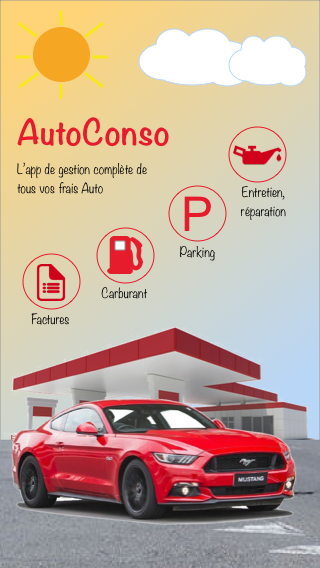 AutoConso
L'app de gestion complète de
tous vos frais Auto
Entretien,
réparation
P
Parking
Carburant
Factures
MUSTANG